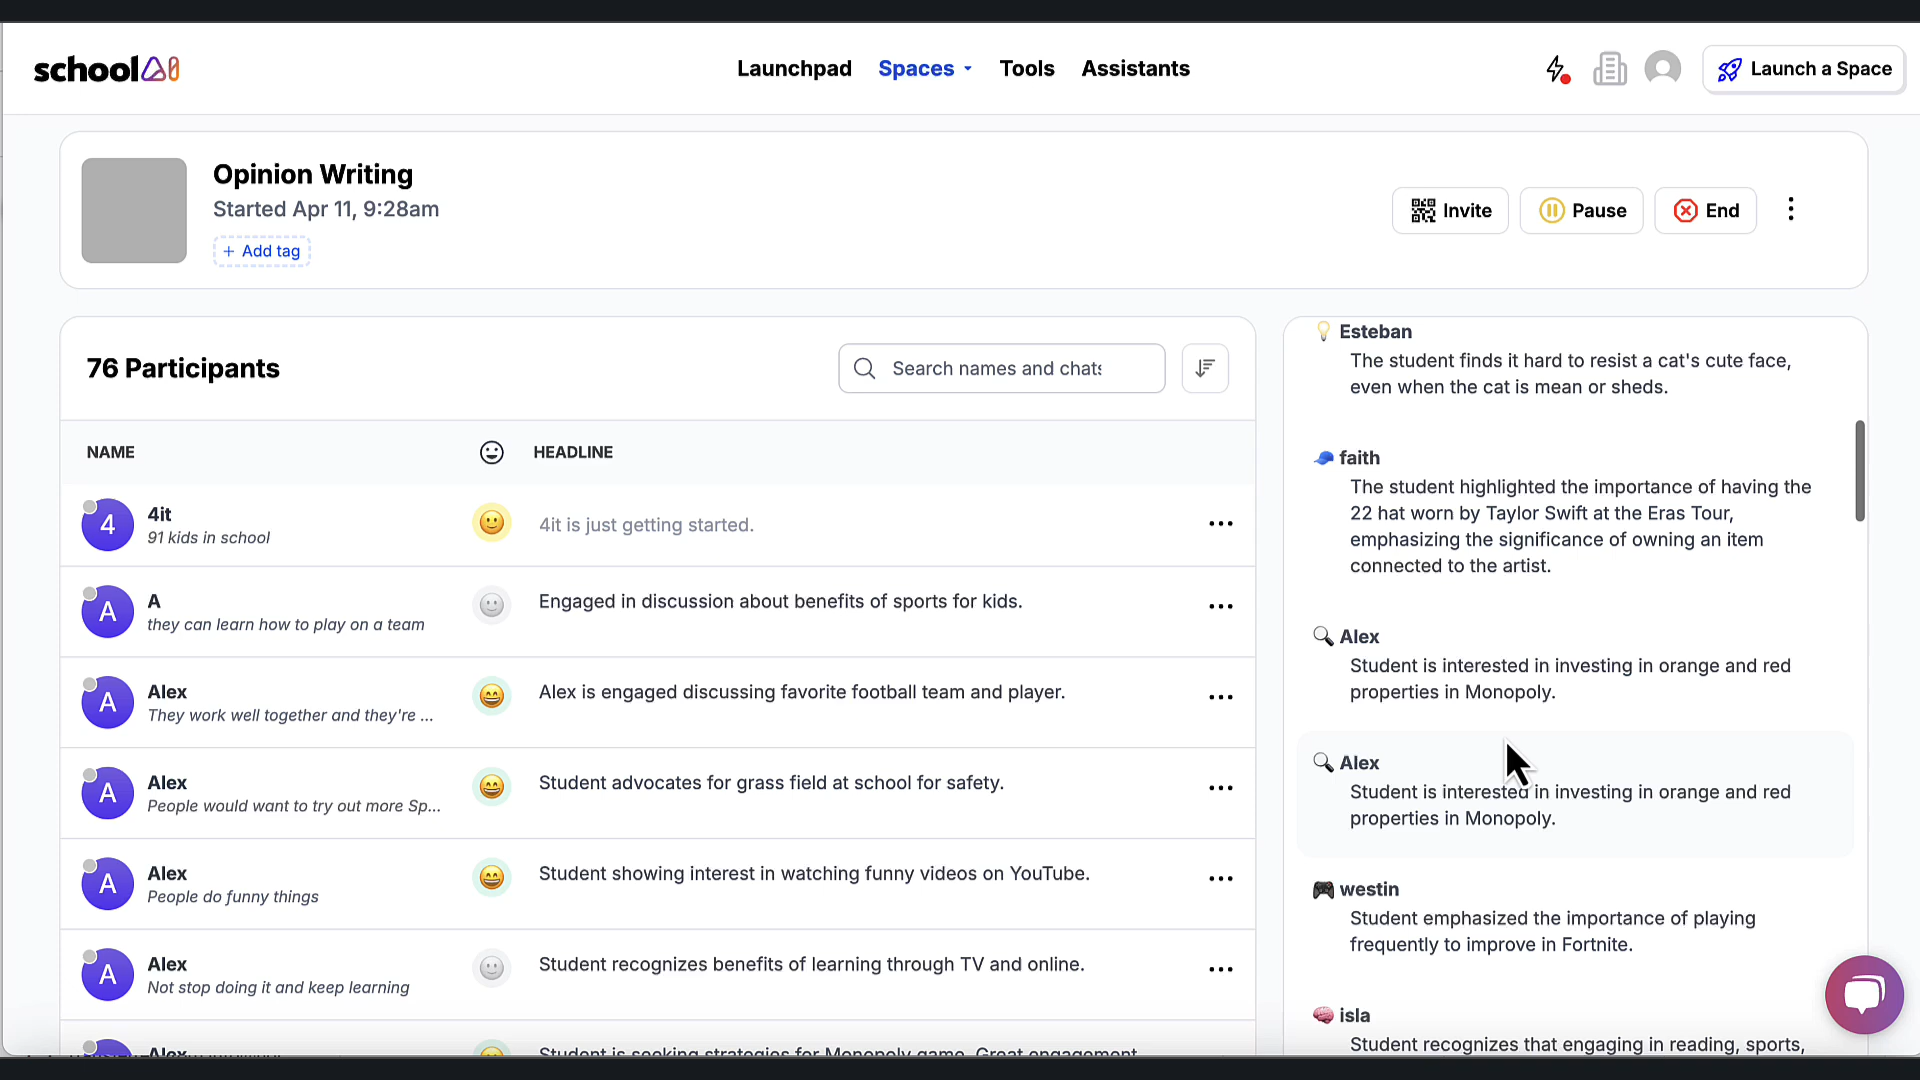 schoolAI
Launchpad
Spaces
Tools
Assistants
Launch a Space
Opinion Writing
Started Apr 11, 9:28am
+ Add tag
Invite
Pause
End
76 Participants
Search names and chats
NAME
HEADLINE
4
4it
91 kids in school
4it is just getting started.
A
A
they can learn how to play on a team
Engaged in discussion about benefits of sports for kids.
A
Alex
They work well together and they're ...
Alex is engaged discussing favorite football team and player.
A
Alex
People would want to try out more Sp...
Student advocates for grass field at school for safety.
A
Alex
People do funny things
Student showing interest in watching funny videos on YouTube.
A
Alex
Not stop doing it and keep learning
Student recognizes benefits of learning through TV and online.
Alex
Student is seeking strategies for Monopoly game. Great engagement
Esteban
The student finds it hard to resist a cat's cute face,
even when the cat is mean or sheds.
faith
The student highlighted the importance of having the
22 hat worn by Taylor Swift at the Eras Tour,
emphasizing the significance of owning an item
connected to the artist.
Alex
Student is interested in investing in orange and red
properties in Monopoly.
Alex
Student is interested in investing in orange and red
properties in Monopoly.
westin
Student emphasized the importance of playing
frequently to improve in Fortnite.
isla
Student recognizes that engaging in reading, sports,